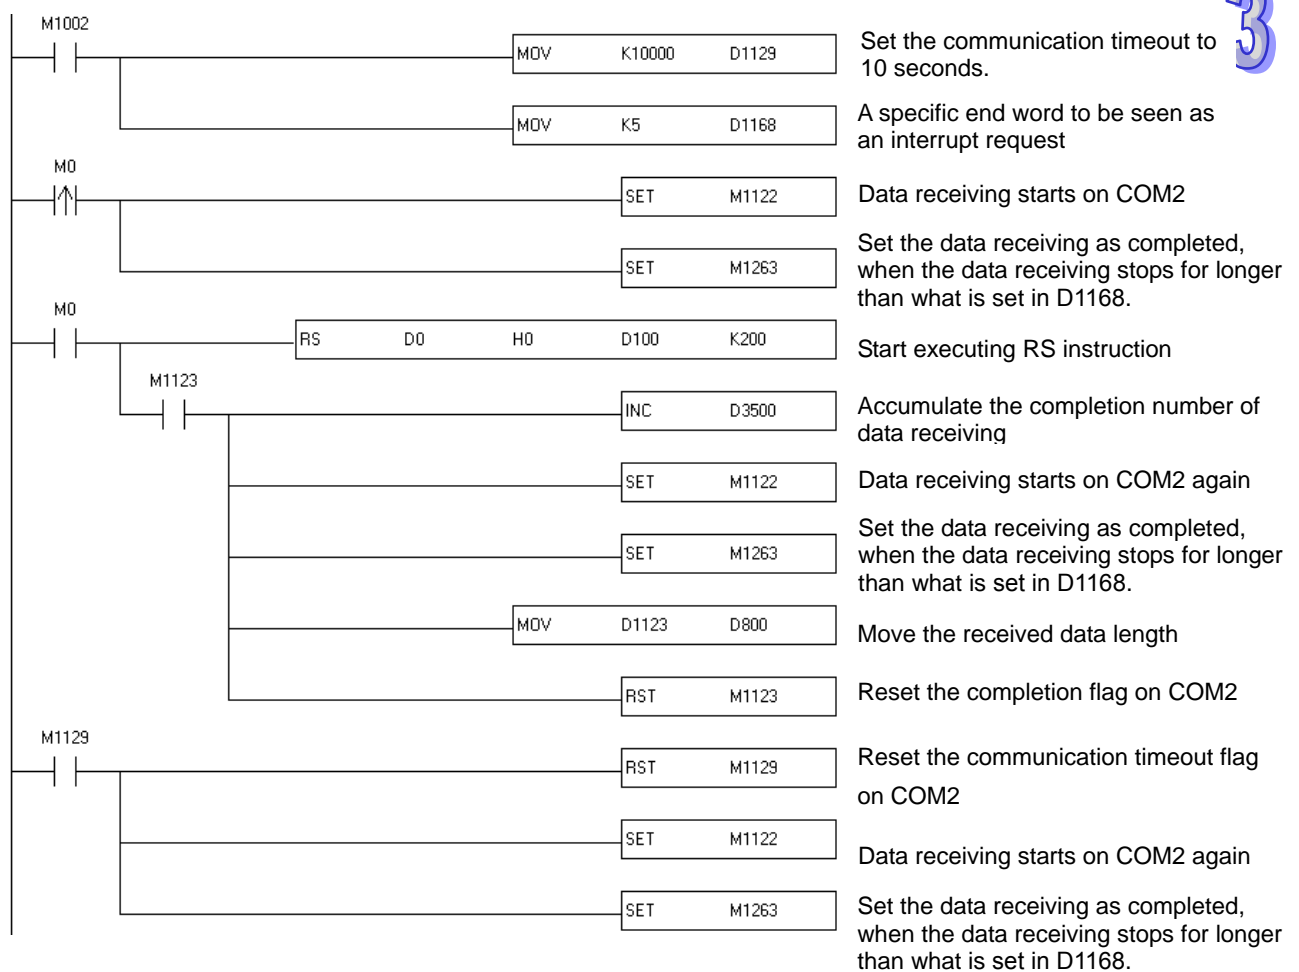 M1002
MOV K10000 D1129
Set the communication timeout to
10 seconds.
MOV K5 D1168
A specific end word to be seen as
an interrupt request
M0
SET M1122
Data receiving starts on COM2
SET M1263
Set the data receiving as completed,
when the data receiving stops for longer
than what is set in D1168.
M0
RS D0 H0 D100 K200
Start executing RS instruction
M1123
INC D3500
Accumulate the completion number of
data receiving
SET M1122
Data receiving starts on COM2 again
SET M1263
Set the data receiving as completed,
when the data receiving stops for longer
than what is set in D1168.
MOV D1123 D800
Move the received data length
RST M1123
Reset the completion flag on COM2
M1129
RST M1129
Reset the communication timeout flag
on COM2
SET M1122
Data receiving starts on COM2 again
SET M1263
Set the data receiving as completed,
when the data receiving stops for longer
than what is set in D1168.
3